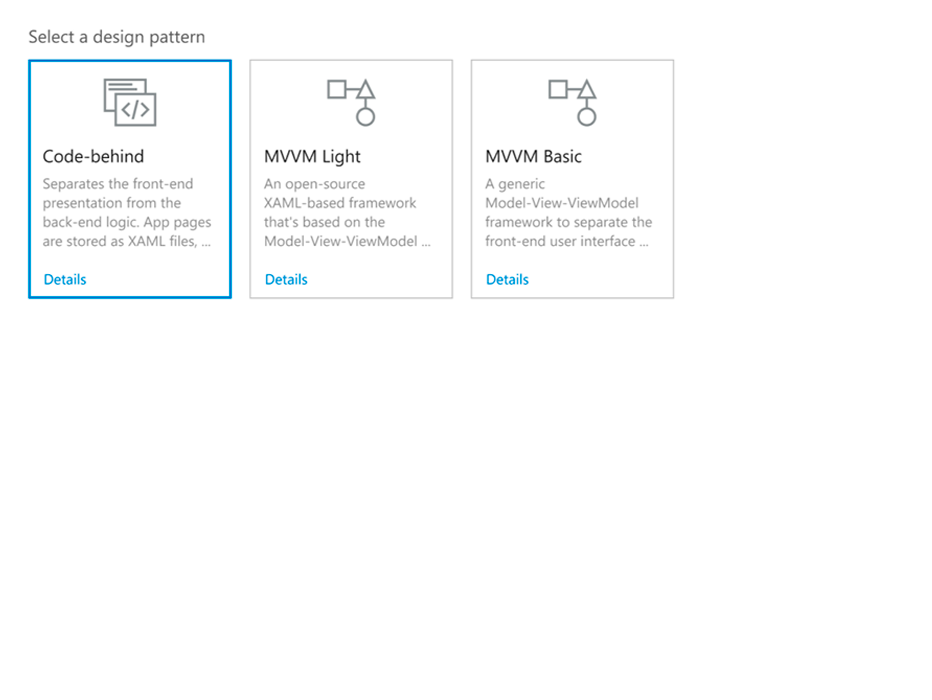 Select a design pattern
</>
Code-behind
Separates the front-end
presentation from the
back-end logic. App pages
are stored as XAML files, ...
Details
MVVM Light
An open-source
XAML-based framework
that's based on the
Model-View-ViewModel ...
Details
MVVM Basic
A generic
Model-View-ViewModel
framework to separate the
front-end user interface ...
Details